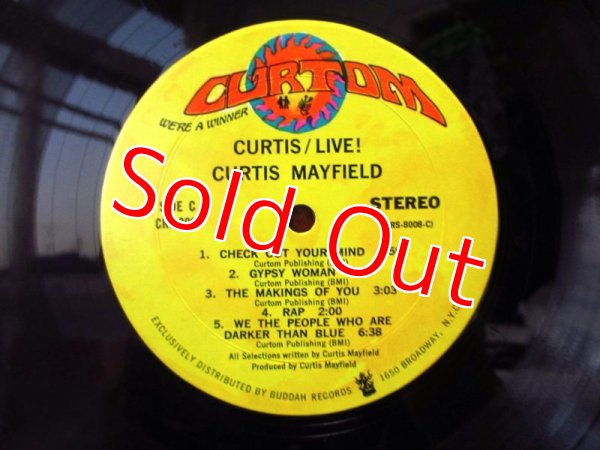 CURTOM
WE'RE A WINNER
CURTIS/LIVE!
CURTIS MAYFIELD
STEREO
Sold Out
1. CHECK OUT YOUR MIND
Curtom Publishing
2. GYPSY WOMAN
Curtom Publishing (BMI)
3. THE MAKINGS OF YOU 3:03
Curtom Publishing (BMI)
4. RAP 2:00
5. WE THE PEOPLE WHO ARE
DARKER THAN BLUE 6:38
Curtom Publishing (BMI)
All Selections written by Curtis Mayfield
Produced by Curtis Mayfield
EXCLUSIVELY DISTRIBUTED BY BUDDAH RECORDS 1650 BROADWAY, N.Y.